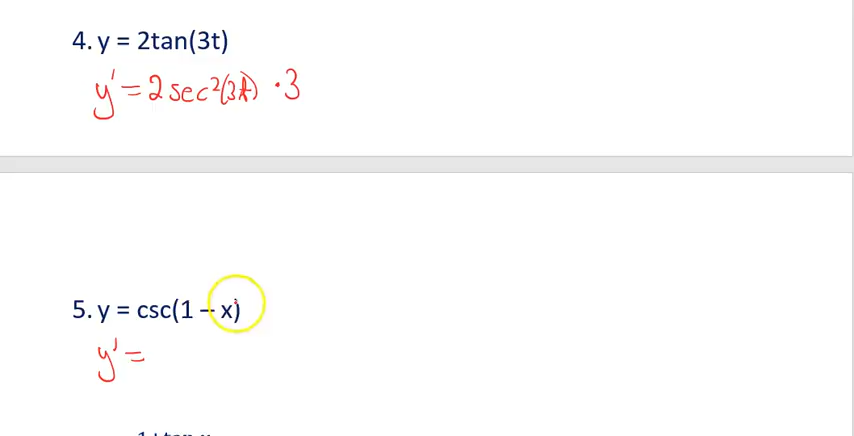 4. y = 2tan(3t)
y' = 2 sec²(3t) · 3
5. y = csc(1 – x)
y' =